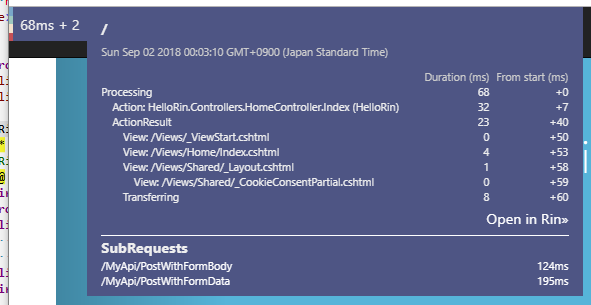 68ms + 2
/
Sun Sep 02 2018 00:03:10 GMT+0900 (Japan Standard Time)
Duration (ms) From start (ms)
Processing 68 +0
Action: HelloRin.Controllers.HomeController.Index (HelloRin) 32 +7
ActionResult 23 +40
View: /Views/_ViewStart.cshtml 0 +50
View: /Views/Home/Index.cshtml 4 +53
View: /Views/Shared/_Layout.cshtml 1 +58
View: /Views/Shared/_CookieConsentPartial.cshtml 0 +59
Transferring 8 +60
Open in Rin»
SubRequests
/MyApi/PostWithFormBody 124ms
/MyApi/PostWithFormData 195ms